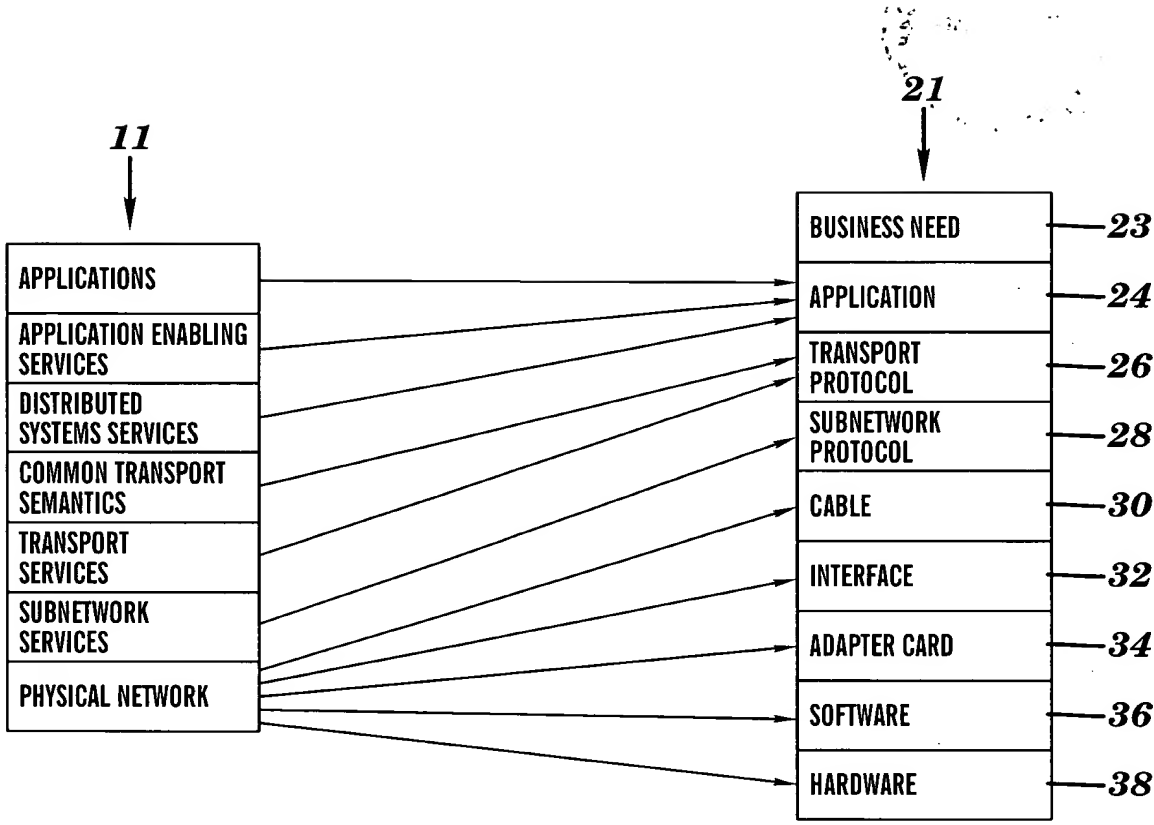 21
11
BUSINESS NEED
23
APPLICATIONS
APPLICATION
24
APPLICATION ENABLING
SERVICES
TRANSPORT
PROTOCOL
26
DISTRIBUTED
SYSTEMS SERVICES
SUBNETWORK
PROTOCOL
28
COMMON TRANSPORT
SEMANTICS
CABLE
30
TRANSPORT
SERVICES
INTERFACE
32
SUBNETWORK
SERVICES
ADAPTER CARD
34
PHYSICAL NETWORK
SOFTWARE
36
HARDWARE
38